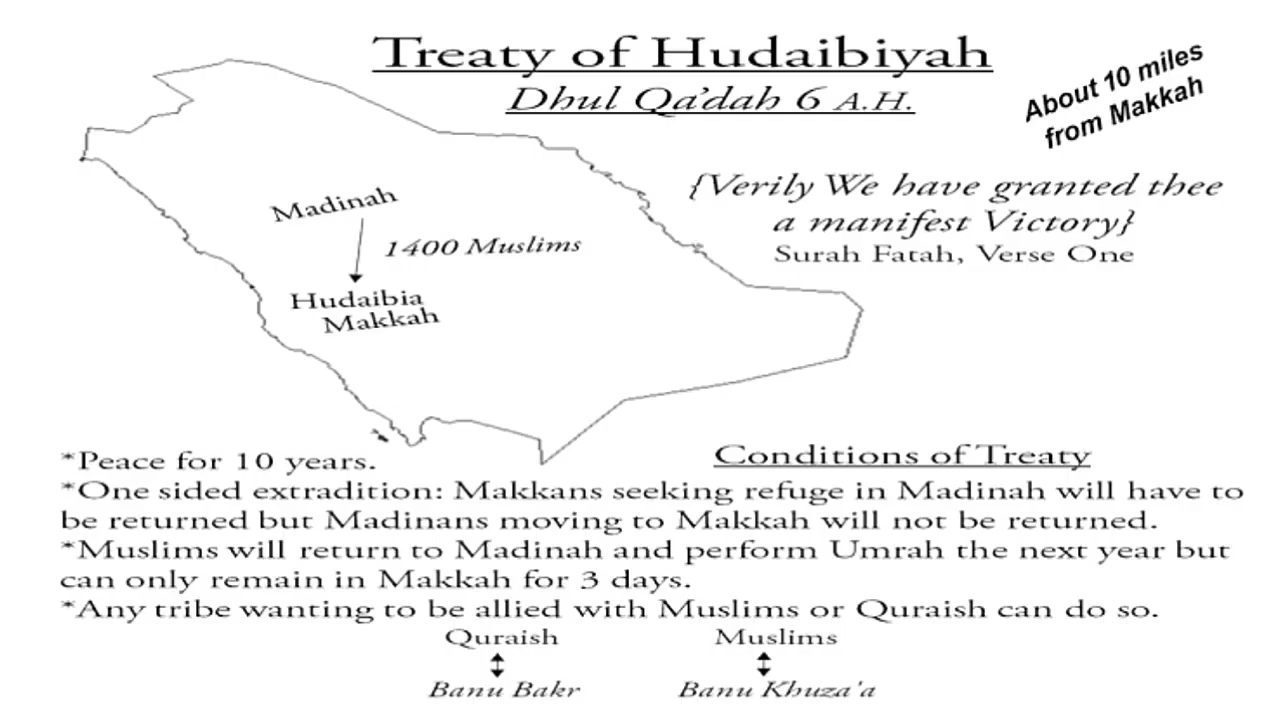 Treaty of Hudaibiyah
Dhul Qa'dah 6 A.H.
About 10 miles
from Makkah
{Verily We have granted thee
a manifest Victory}
Surah Fatah, Verse One
Madinah
1400 Muslims
Hudaibia
Makkah
Conditions of Treaty
*Peace for 10 years.
*One sided extradition: Makkans seeking refuge in Madinah will have to
be returned but Madinans moving to Makkah will not be returned.
*Muslims will return to Madinah and perform Umrah the next year but
can only remain in Makkah for 3 days.
*Any tribe wanting to be allied with Muslims or Quraish can do so.
Quraish
Muslims
Banu Bakr
Banu Khuza'a